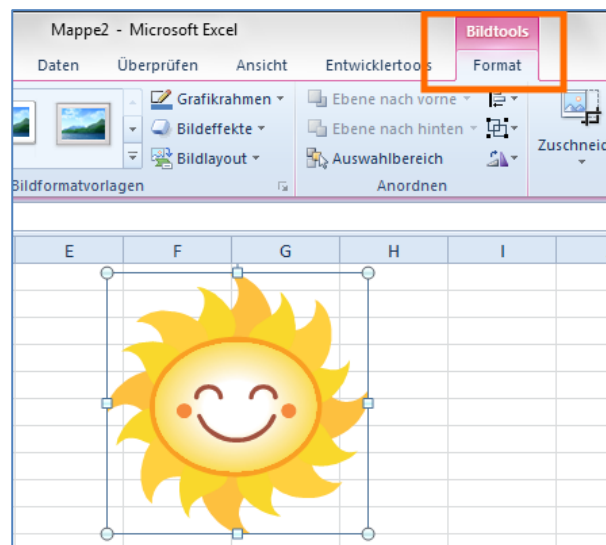 Mappe2 - Microsoft Excel Bildtools
Daten Überprüfen Ansicht Entwicklertools Format
Grafikrahmen Ebene nach vorne
Bildeffekte Ebene nach hinten
Bildlayout Auswahlbereich Zuschneid
Bildformatvorlagen Anordnen
E F G H I